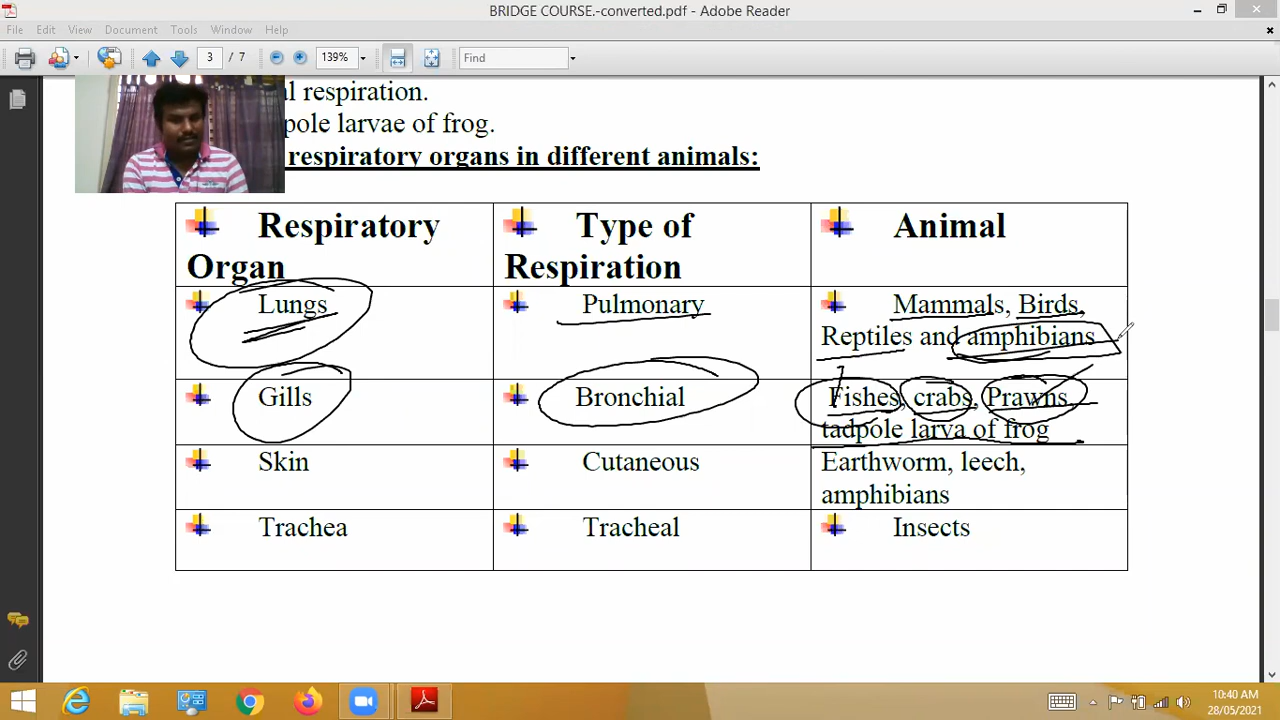 BRIDGE COURSE.-converted.pdf - Adobe Reader
File Edit View Document Tools Window Help
3 / 7 139% Find
al respiration.
dpole larvae of frog.
respiratory organs in different animals:
Respiratory Organ
Type of Respiration
Animal
Lungs
Pulmonary
Mammals, Birds,
Reptiles and amphibians
Gills
Bronchial
Fishes, crabs, Prawns
tadpole larva of frog
Skin
Cutaneous
Earthworm, leech,
amphibians
Trachea
Tracheal
Insects
10:40 AM
28/05/2021